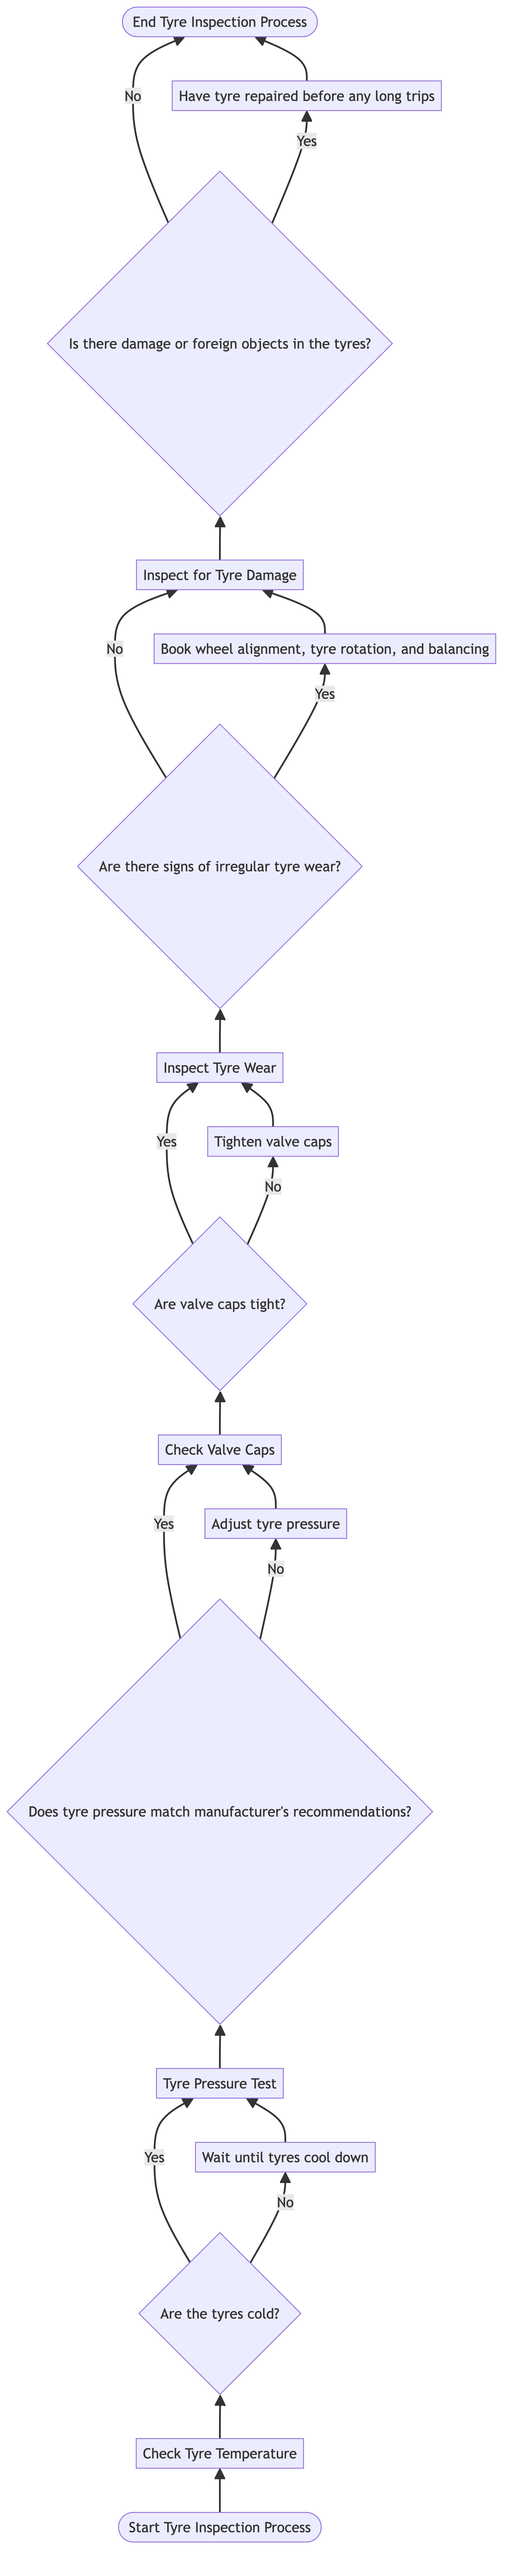 End Tyre Inspection Process
Have tyre repaired before any long trips
No
Yes
Is there damage or foreign objects in the tyres?
Inspect for Tyre Damage
Book wheel alignment, tyre rotation, and balancing
No
Yes
Are there signs of irregular tyre wear?
Inspect Tyre Wear
Tighten valve caps
Yes
No
Are valve caps tight?
Check Valve Caps
Adjust tyre pressure
Yes
No
Does tyre pressure match manufacturer's recommendations?
Tyre Pressure Test
Wait until tyres cool down
Yes
No
Are the tyres cold?
Check Tyre Temperature
Start Tyre Inspection Process